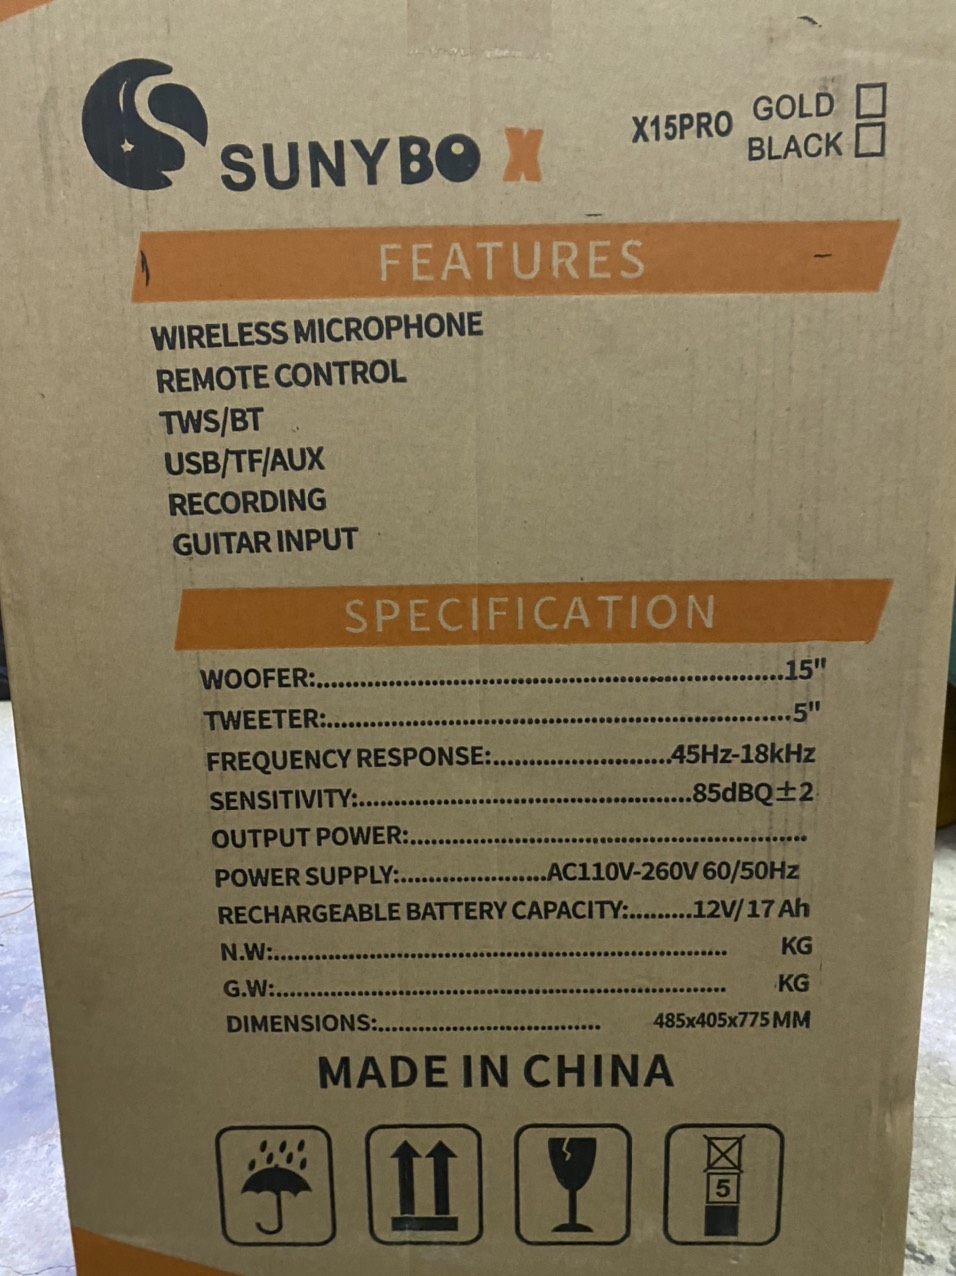 SUNYBOX
X15PRO
GOLD
BLACK
FEATURES
WIRELESS MICROPHONE
REMOTE CONTROL
TWS/BT
USB/TF/AUX
RECORDING
GUITAR INPUT
SPECIFICATION
WOOFER:..........................................................................15"
TWEETER:.........................................................................5"
FREQUENCY RESPONSE:............................45Hz-18kHz
SENSITIVITY:.....................................................85dBQ±2
OUTPUT POWER:...............................................................
POWER SUPPLY:.......................AC110V-260V 60/50Hz
RECHARGEABLE BATTERY CAPACITY:..........12V/17Ah
N.W:........................................................................ KG
G.W:........................................................................ KG
DIMENSIONS:................................... 485x405x775MM
MADE IN CHINA
5